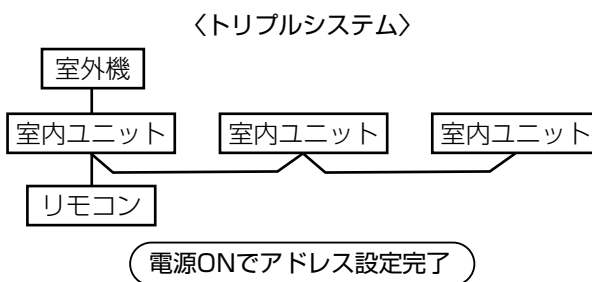 〈トリプルシステム〉
室外機
室内ユニット 室内ユニット 室内ユニット
リモコン
電源ONでアドレス設定完了